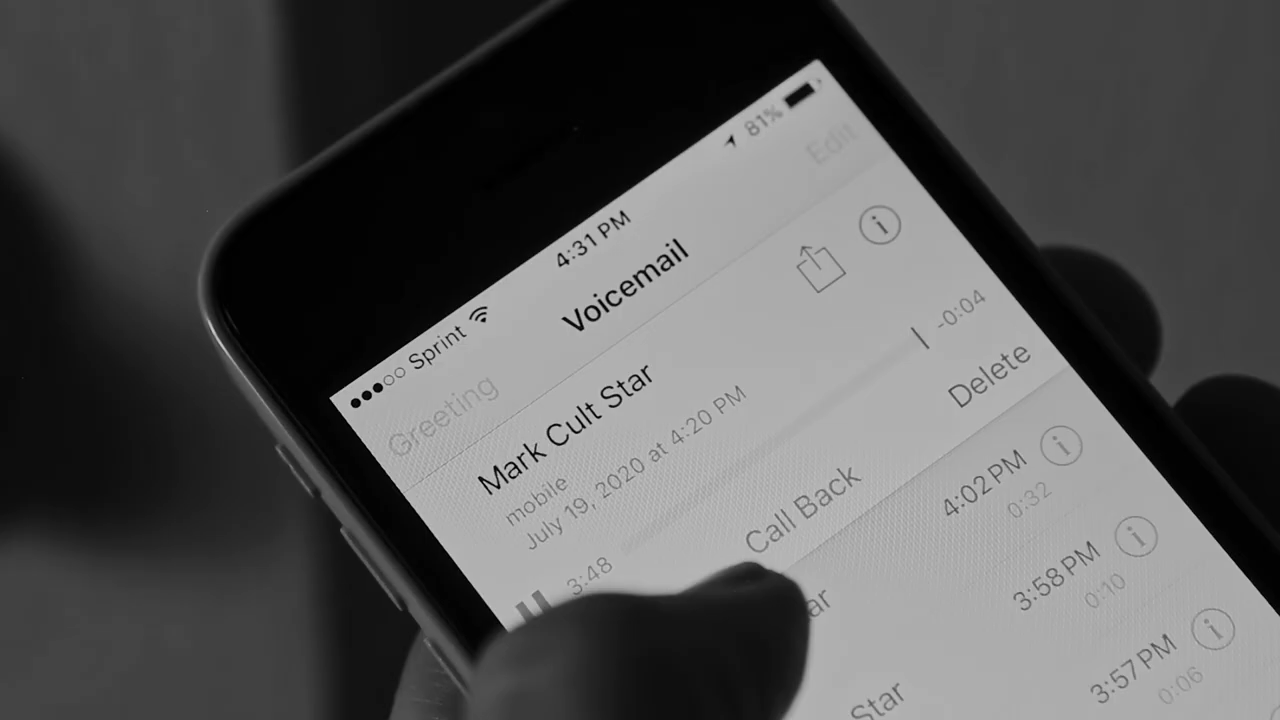 Sprint 4:31 PM 81%
Greeting Voicemail Edit
Mark Cult Star
mobile
July 19, 2020 at 4:20 PM
3:48 -0:04
Call Back Delete
4:02 PM
0:32
ar 3:58 PM
0:10
Star 3:57 PM
0:06